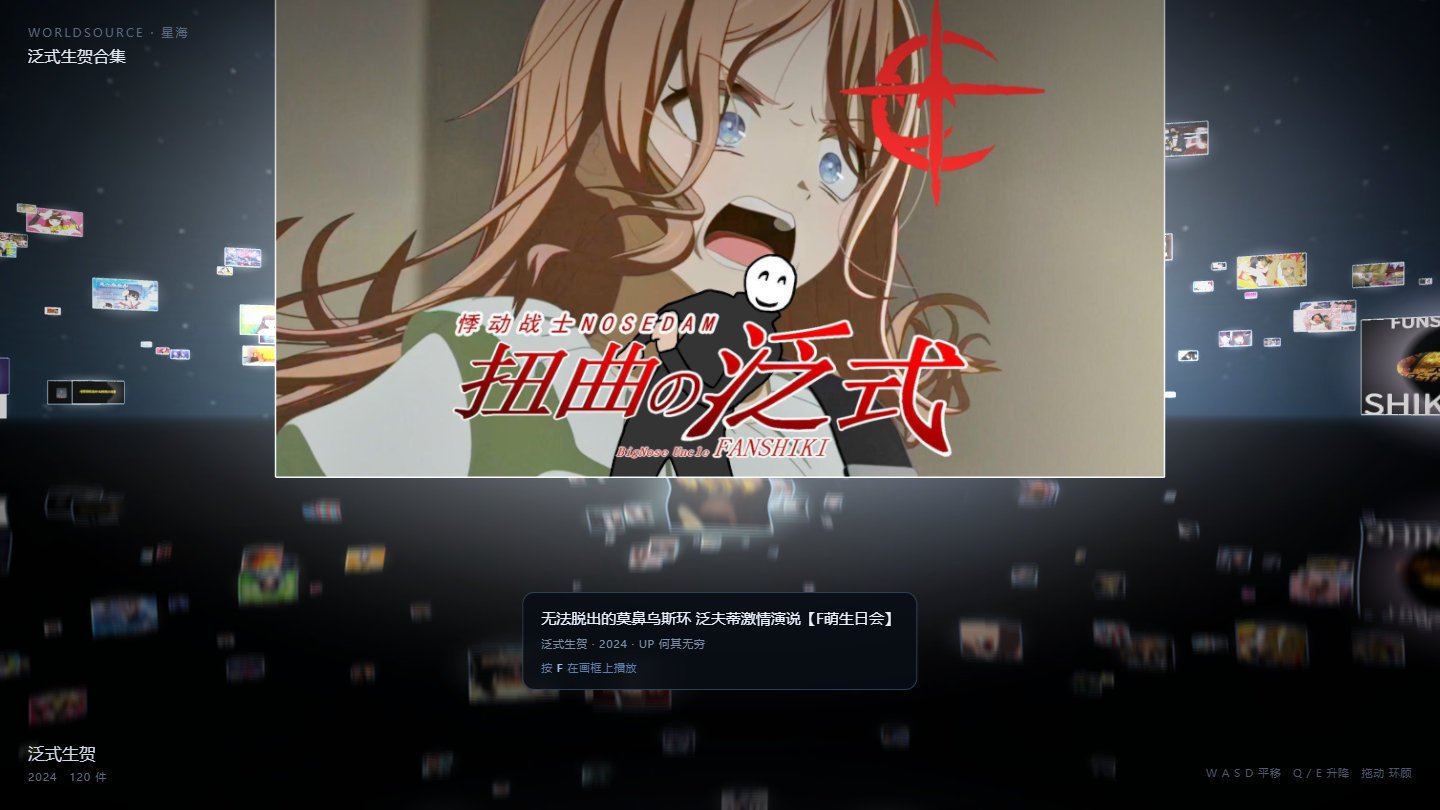 WORLDSOURCE · 星海
泛式生贺合集
悸动战士NOSEDAM
扭曲の泛式
BigNose Uncle FANSHIKI
FUNS
SHIK
无法脱出的莫鼻乌斯环 泛夫蒂激情演说【F萌生日会】
泛式生贺 · 2024 · UP 何其无穷
按 F 在画框上播放
泛式生贺
2024 120 件
W A S D 平移 Q / E 升降 拖动 环顾